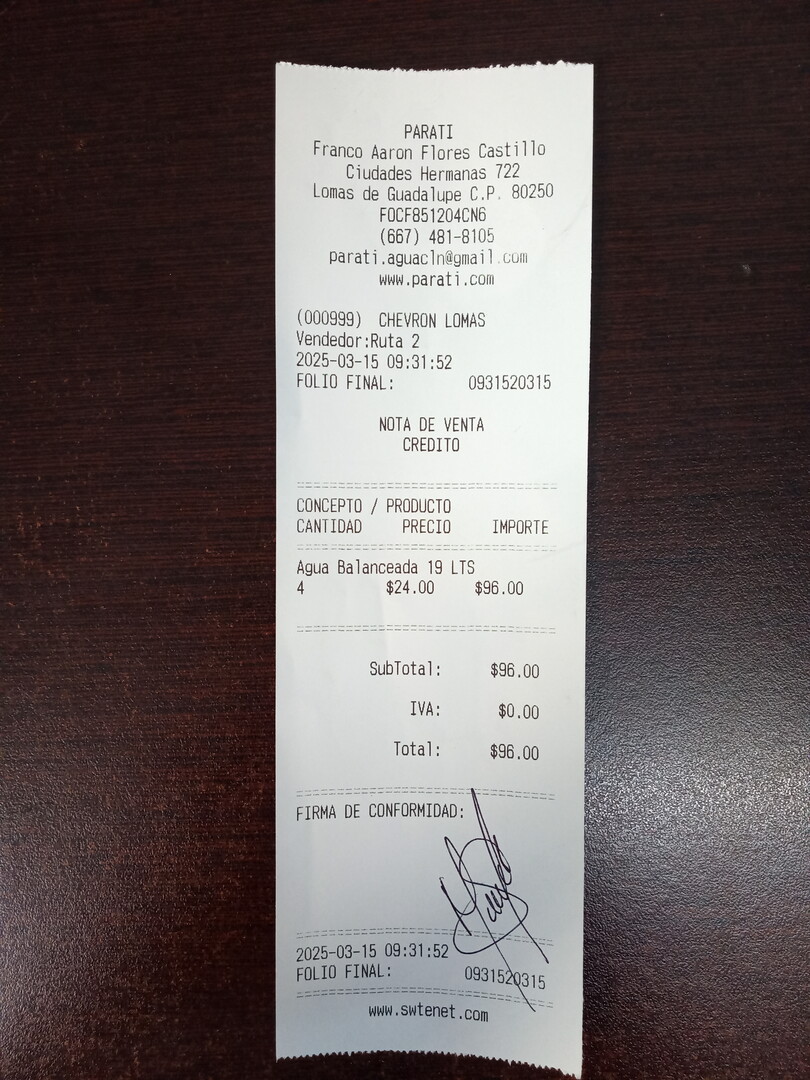 PARATI
Franco Aaron Flores Castillo
Ciudades Hermanas 722
Lomas de Guadalupe C.P. 80250
FOCF851204CN6
(667) 481-8105
parati.aguacln@gmail.com
www.parati.com
(000999) CHEVRON LOMAS
Vendedor:Ruta 2
2025-03-15 09:31:52
FOLIO FINAL: 0931520315
NOTA DE VENTA
CREDITO
CONCEPTO / PRODUCTO
CANTIDAD PRECIO IMPORTE
Agua Balanceada 19 LTS
4 $24.00 $96.00
SubTotal: $96.00
IVA: $0.00
Total: $96.00
FIRMA DE CONFORMIDAD:
2025-03-15 09:31:52
FOLIO FINAL: 0931520315
www.swtenet.com